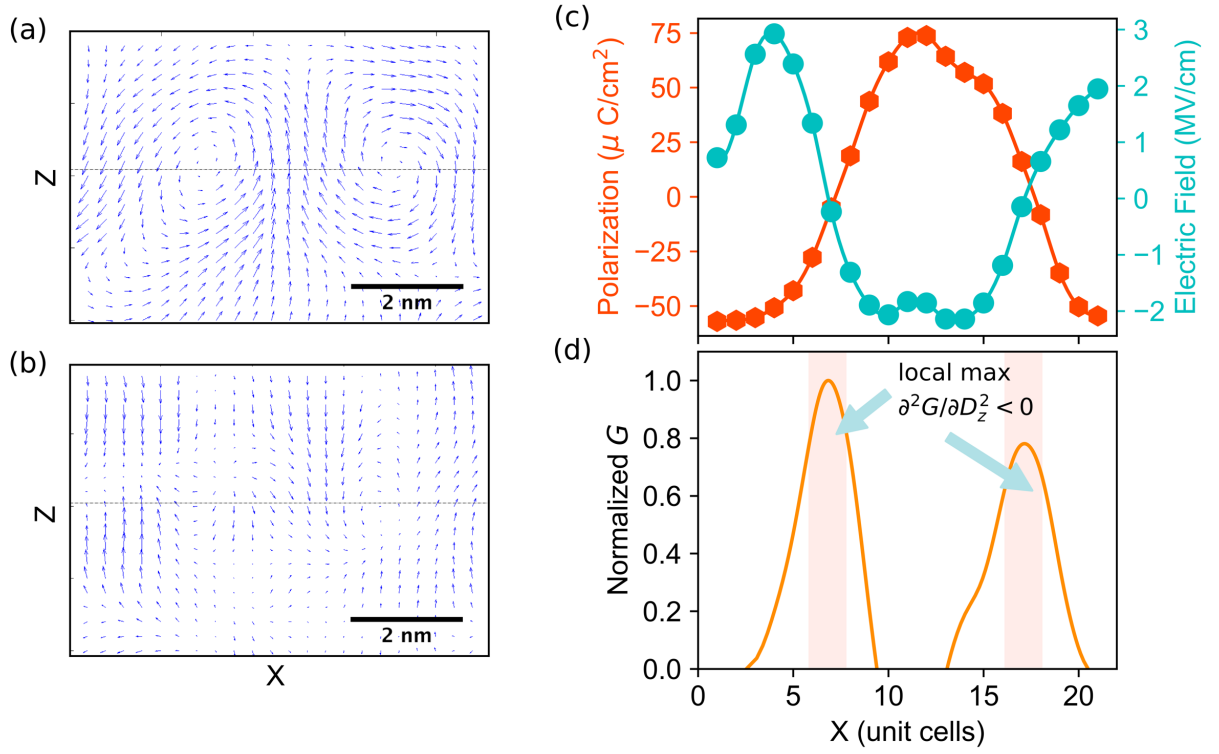 (a)
Z
2 nm
(b)
Z
2 nm
X
(c)
Polarization (μ C/cm²)
75
50
25
0
−25
−50
3
2
1
0
−1
−2
Electric Field (MV/cm)
(d)
Normalized G
1.0
0.8
0.6
0.4
0.2
0.0
local max
∂²G/∂D_z² < 0
0
5
10
15
20
X (unit cells)